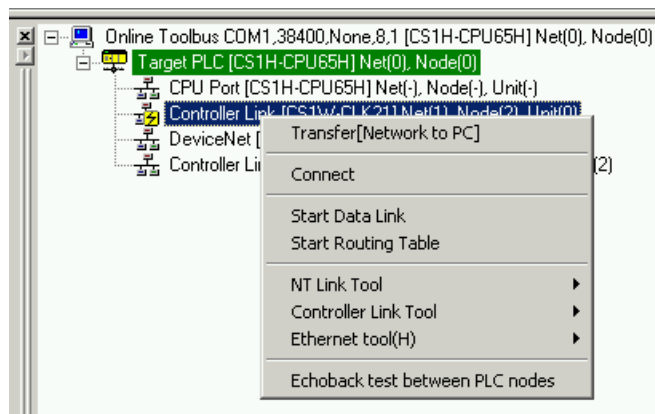 Online Toolbus COM1,38400,None,8,1 [CS1H-CPU65H] Net(0), Node(0)
Target PLC [CS1H-CPU65H] Net(0), Node(0)
CPU Port [CS1H-CPU65H] Net(-), Node(-), Unit(-)
Controller Link [CS1W-CLK21] Net(1), Node(2), Unit(0)
DeviceNet [
Controller Lin (2)
Transfer[Network to PC]
Connect
Start Data Link
Start Routing Table
NT Link Tool
Controller Link Tool
Ethernet tool(H)
Echoback test between PLC nodes